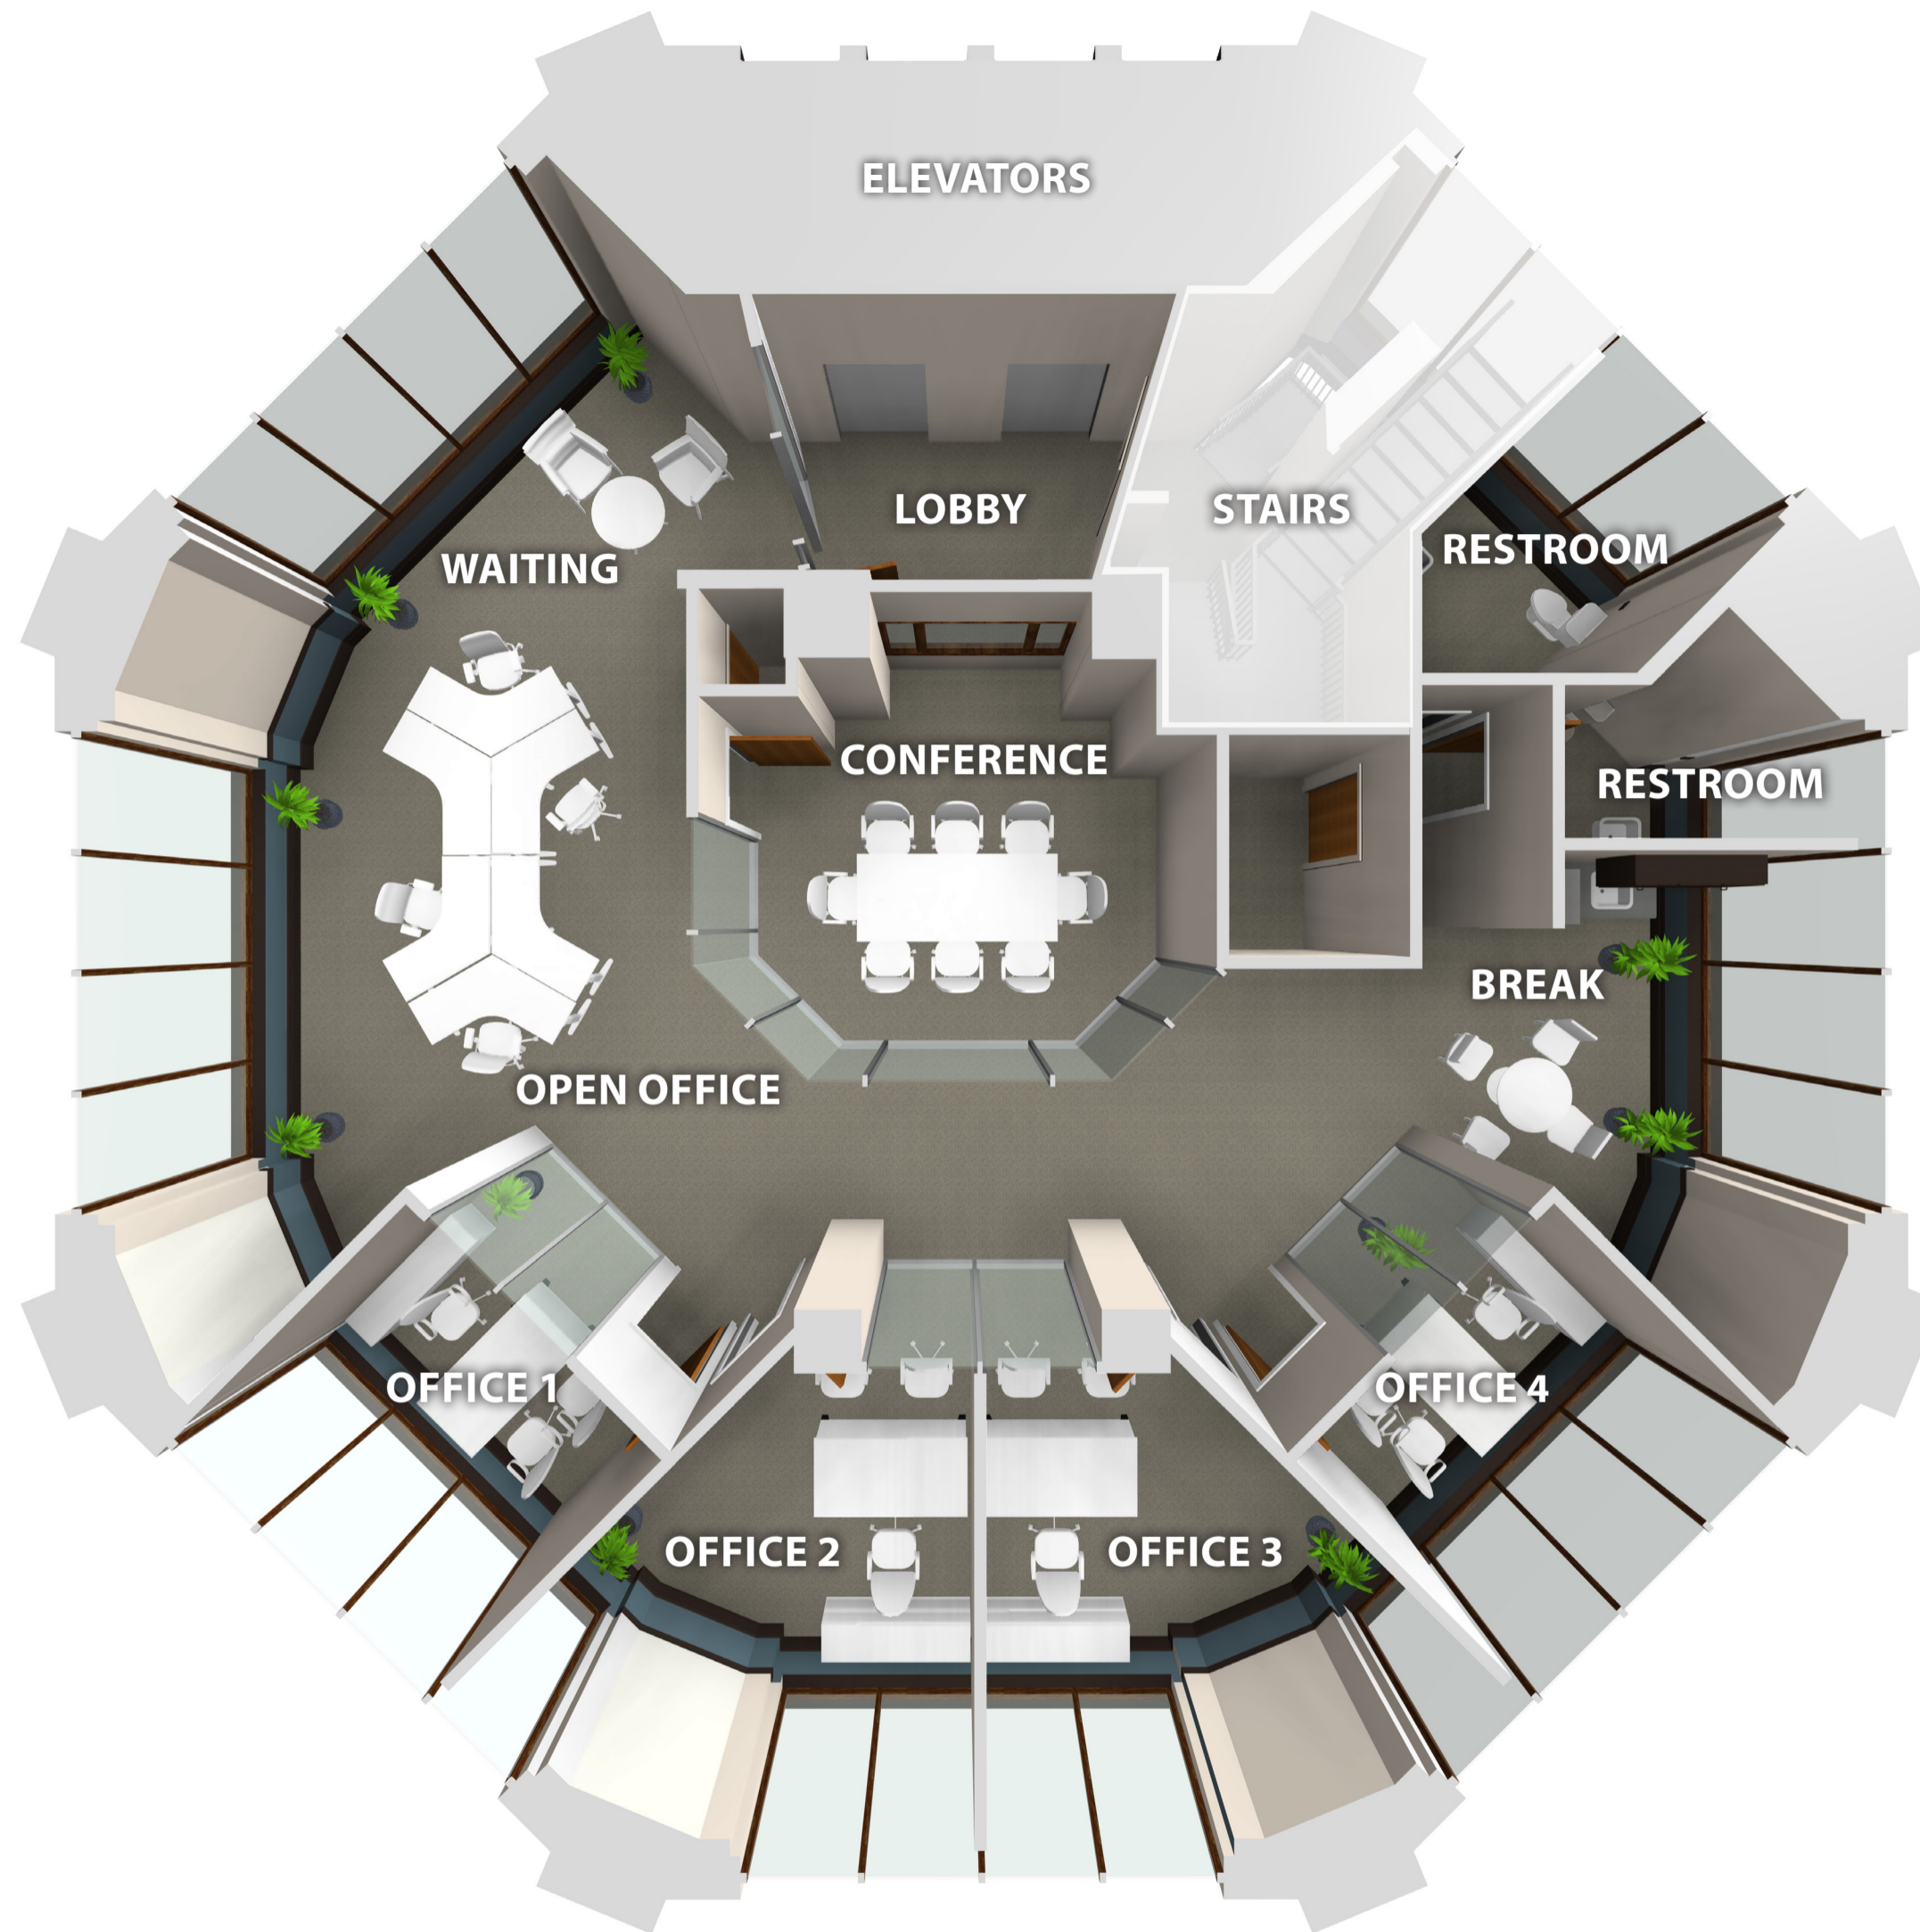 ELEVATORS
LOBBY
STAIRS
RESTROOM
WAITING
CONFERENCE
RESTROOM
BREAK
OPEN OFFICE
OFFICE 1
OFFICE 4
OFFICE 2
OFFICE 3